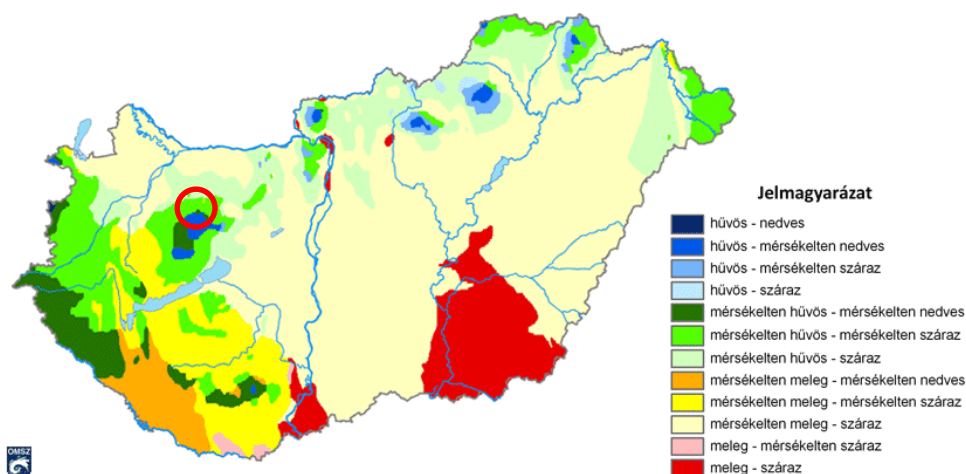 Jelmagyarázat
hűvös - nedves
hűvös - mérsékelten nedves
hűvös - mérsékelten száraz
hűvös - száraz
mérsékelten hűvös - mérsékelten nedves
mérsékelten hűvös - mérsékelten száraz
mérsékelten hűvös - száraz
mérsékelten meleg - mérsékelten nedves
mérsékelten meleg - mérsékelten száraz
mérsékelten meleg - száraz
meleg - mérsékelten száraz
meleg - száraz
OMSZ